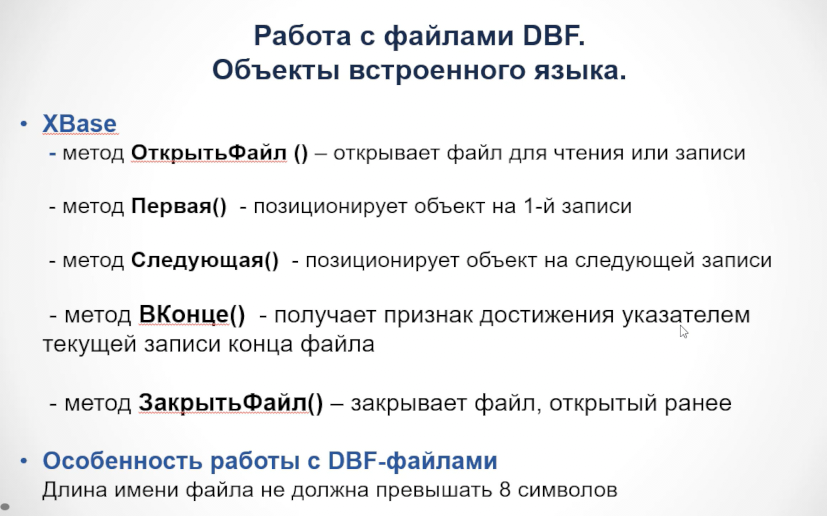 Работа с файлами DBF.
Объекты встроенного языка.
• XBase
- метод ОткрытьФайл () – открывает файл для чтения или записи
- метод Первая() - позиционирует объект на 1-й записи
- метод Следующая() - позиционирует объект на следующей записи
- метод ВКонце() - получает признак достижения указателем
текущей записи конца файла
- метод ЗакрытьФайл() – закрывает файл, открытый ранее
• Особенность работы с DBF-файлами
Длина имени файла не должна превышать 8 символов